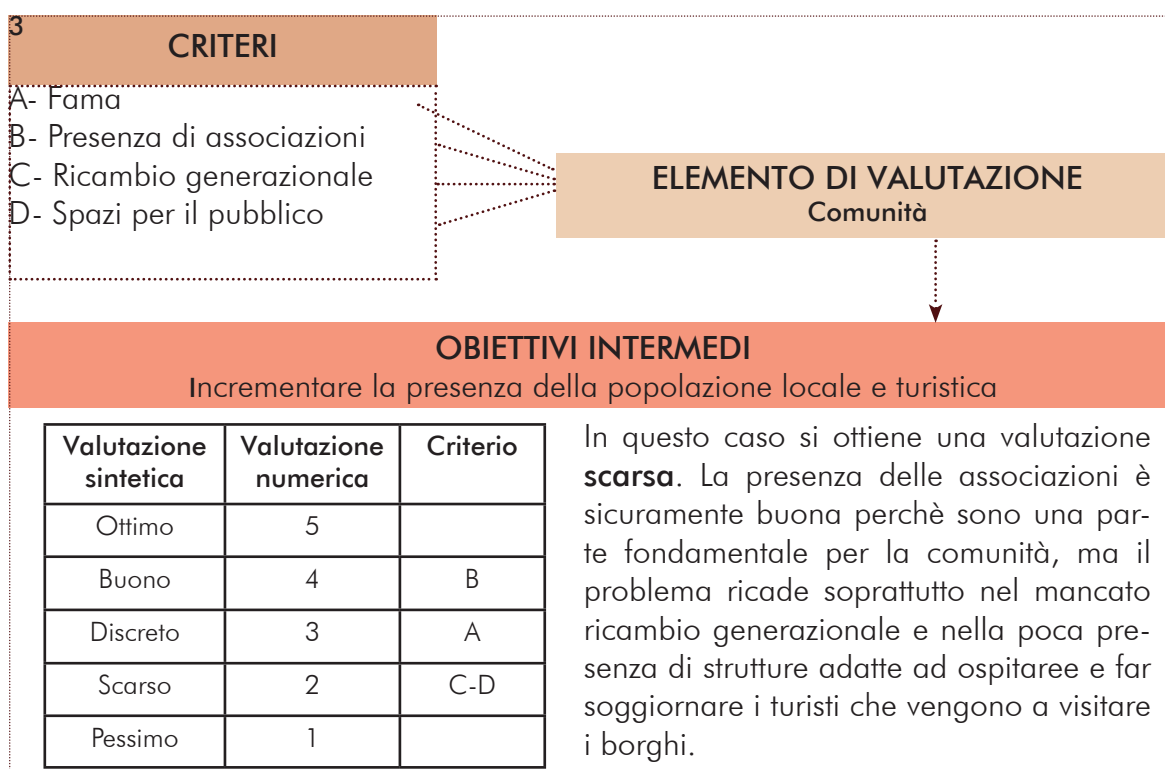 3
CRITERI
A- Fama
B- Presenza di associazioni
C- Ricambio generazionale
D- Spazi per il pubblico
ELEMENTO DI VALUTAZIONE
Comunità
OBIETTIVI INTERMEDI
Incrementare la presenza della popolazione locale e turistica
Valutazione sintetica Valutazione numerica Criterio
Ottimo 5
Buono 4 B
Discreto 3 A
Scarso 2 C-D
Pessimo 1
In questo caso si ottiene una valutazione
scarsa. La presenza delle associazioni è
sicuramente buona perchè sono una par-
te fondamentale per la comunità, ma il
problema ricade soprattutto nel mancato
ricambio generazionale e nella poca pre-
senza di strutture adatte ad ospitaree e far
soggiornare i turisti che vengono a visitare
i borghi.